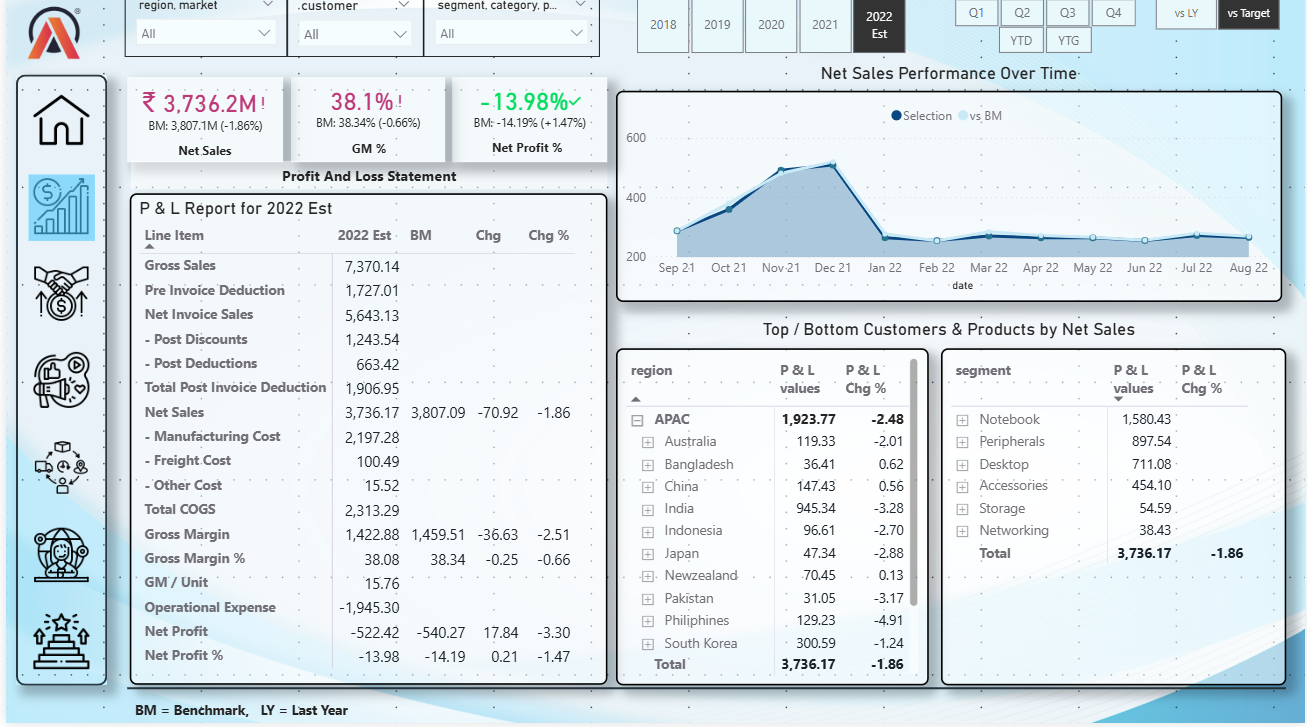 region, market
customer
segment, category, p...
All
All
All
2018
2019
2020
2021
2022 Est
Q1
Q2
Q3
Q4
YTD
YTG
vs LY
vs Target
₹ 3,736.2M !
BM: 3,807.1M (-1.86%)
Net Sales
38.1% !
BM: 38.34% (-0.66%)
GM %
-13.98%✓
BM: -14.19% (+1.47%)
Net Profit %
Net Sales Performance Over Time
Selection vs BM
600
400
200
Sep 21 Oct 21 Nov 21 Dec 21 Jan 22 Feb 22 Mar 22 Apr 22 May 22 Jun 22 Jul 22 Aug 22
date
Profit And Loss Statement
P & L Report for 2022 Est
Line Item 2022 Est BM Chg Chg %
Gross Sales 7,370.14
Pre Invoice Deduction 1,727.01
Net Invoice Sales 5,643.13
- Post Discounts 1,243.54
- Post Deductions 663.42
Total Post Invoice Deduction 1,906.95
Net Sales 3,736.17 3,807.09 -70.92 -1.86
- Manufacturing Cost 2,197.28
- Freight Cost 100.49
- Other Cost 15.52
Total COGS 2,313.29
Gross Margin 1,422.88 1,459.51 -36.63 -2.51
Gross Margin % 38.08 38.34 -0.25 -0.66
GM / Unit 15.76
Operational Expense -1,945.30
Net Profit -522.42 -540.27 17.84 -3.30
Net Profit % -13.98 -14.19 0.21 -1.47
Top / Bottom Customers & Products by Net Sales
region P & L values P & L Chg %
APAC 1,923.77 -2.48
Australia 119.33 -2.01
Bangladesh 36.41 0.62
China 147.43 0.56
India 945.34 -3.28
Indonesia 96.61 -2.70
Japan 47.34 -2.88
Newzealand 70.45 0.13
Pakistan 31.05 -3.17
Philiphines 129.23 -4.91
South Korea 300.59 -1.24
Total 3,736.17 -1.86
segment P & L values P & L Chg %
Notebook 1,580.43
Peripherals 897.54
Desktop 711.08
Accessories 454.10
Storage 54.59
Networking 38.43
Total 3,736.17 -1.86
BM = Benchmark, LY = Last Year